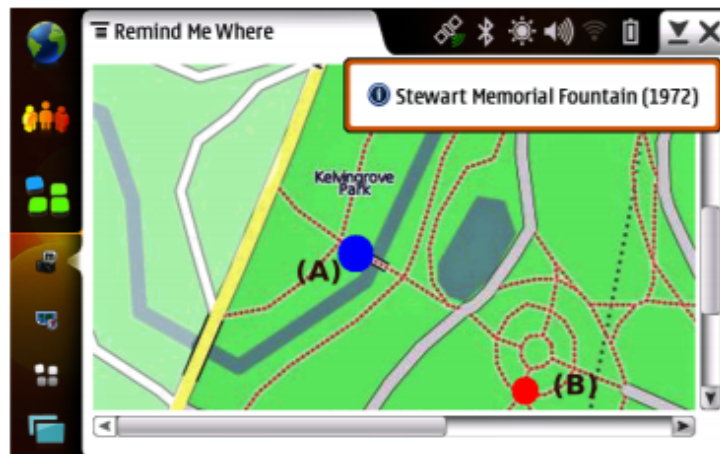 Remind Me Where
Stewart Memorial Fountain (1972)
Kelvingrove
Park
(A)
(B)